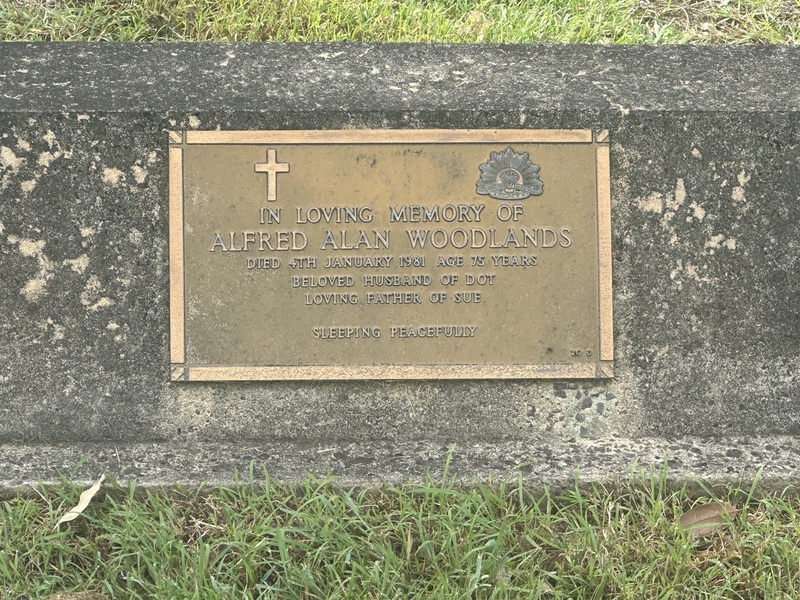 IN LOVING MEMORY OF
ALFRED ALAN WOODLANDS
DIED 4TH JANUARY 1981 AGE 75 YEARS
BELOVED HUSBAND OF DOT
LOVING FATHER OF SUE
SLEEPING PEACEFULLY